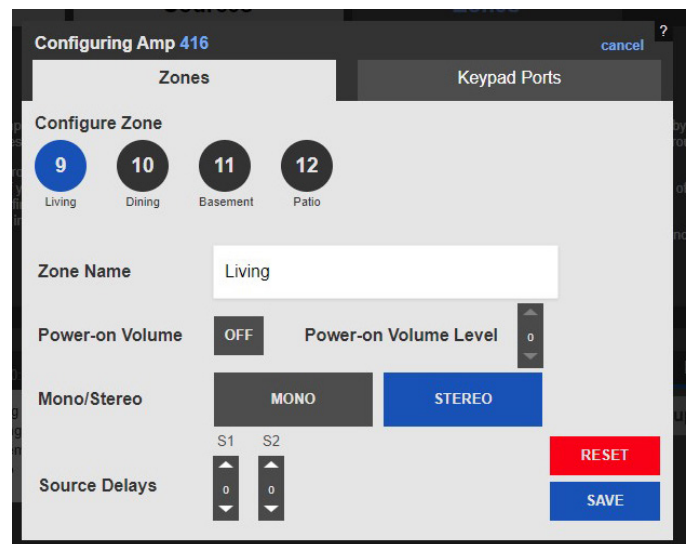 Configuring Amp 416
cancel
?
Zones
Keypad Ports
Configure Zone
9 10 11 12
Living Dining Basement Patio
Zone Name Living
Power-on Volume OFF Power-on Volume Level 0
Mono/Stereo MONO STEREO
S1 S2
RESET
Source Delays 0 0
SAVE